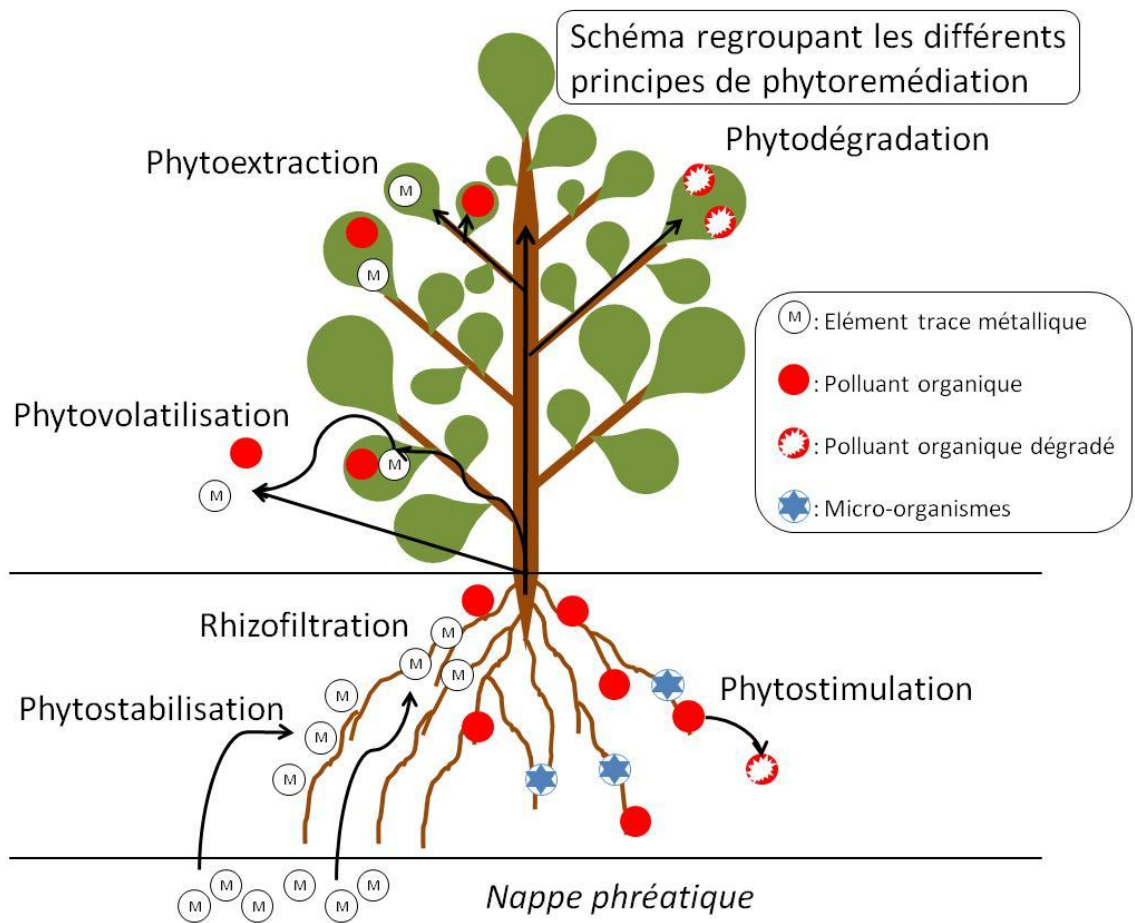 Schéma regroupant les différents
principes de phytoremédiation
Phytodégradation
Phytoextraction
M
M
M
: Elément trace métallique
: Polluant organique
: Polluant organique dégradé
: Micro-organismes
Phytovolatilisation
M
M
Rhizofiltration
M
M
M
Phytostabilisation
M
M
M
Phytostimulation
M
M
M
M
M
M
Nappe phréatique